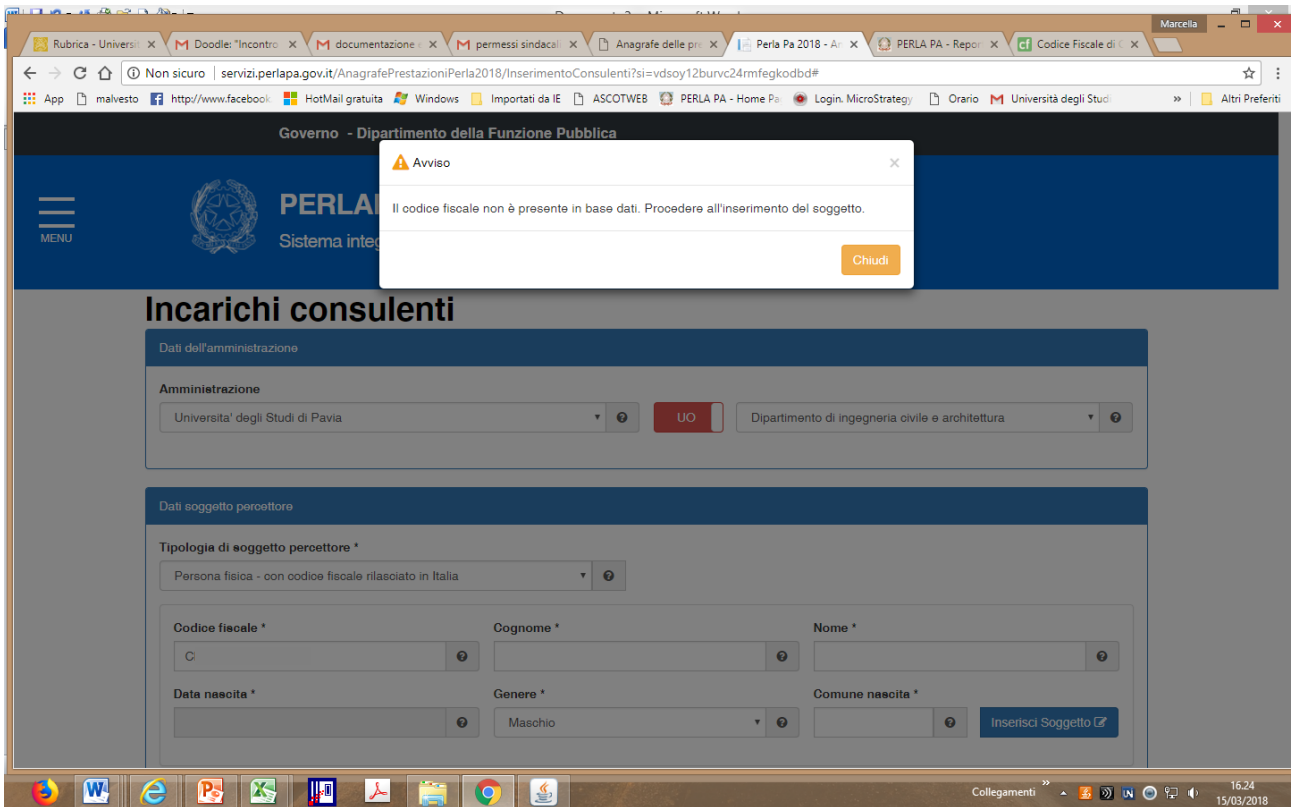 Marcella
Rubrica - Universit
Doodle: "Incontro
documentazione e
permessi sindacali
Anagrafe delle pre
Perla Pa 2018 - An
PERLA PA - Repor
Codice Fiscale di C
Non sicuro | servizi.perlapa.gov.it/AnagrafePrestazioniPerla2018/InserimentoConsulenti?si=vdsoy12burvc24rmfegkodbd#
App malvesto http://www.facebook. HotMail gratuita Windows Importati da IE ASCOTWEB PERLA PA - Home Pa Login. MicroStrategy Orario Università degli Studi » Altri Preferiti
Governo - Dipartimento della Funzione Pubblica
Avviso ×
MENU
PERLAP
Sistema integ
Il codice fiscale non è presente in base dati. Procedere all'inserimento del soggetto.
Chiudi
Incarichi consulenti
Dati dell'amministrazione
Amministrazione
Universita' degli Studi di Pavia
UO
Dipartimento di ingegneria civile e architettura
Dati soggetto percettore
Tipologia di soggetto percettore *
Persona fisica - con codice fiscale rilasciato in Italia
Codice fiscale * Cognome * Nome *
C
Data nascita * Genere * Comune nascita *
Maschio
Inserisci Soggetto
Collegamenti »
16.24
15/03/2018